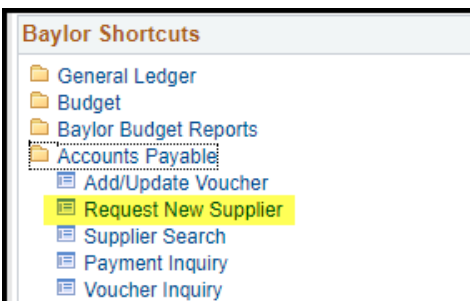 Baylor Shortcuts
General Ledger
Budget
Baylor Budget Reports
Accounts Payable
Add/Update Voucher
Request New Supplier
Supplier Search
Payment Inquiry
Voucher Inquiry